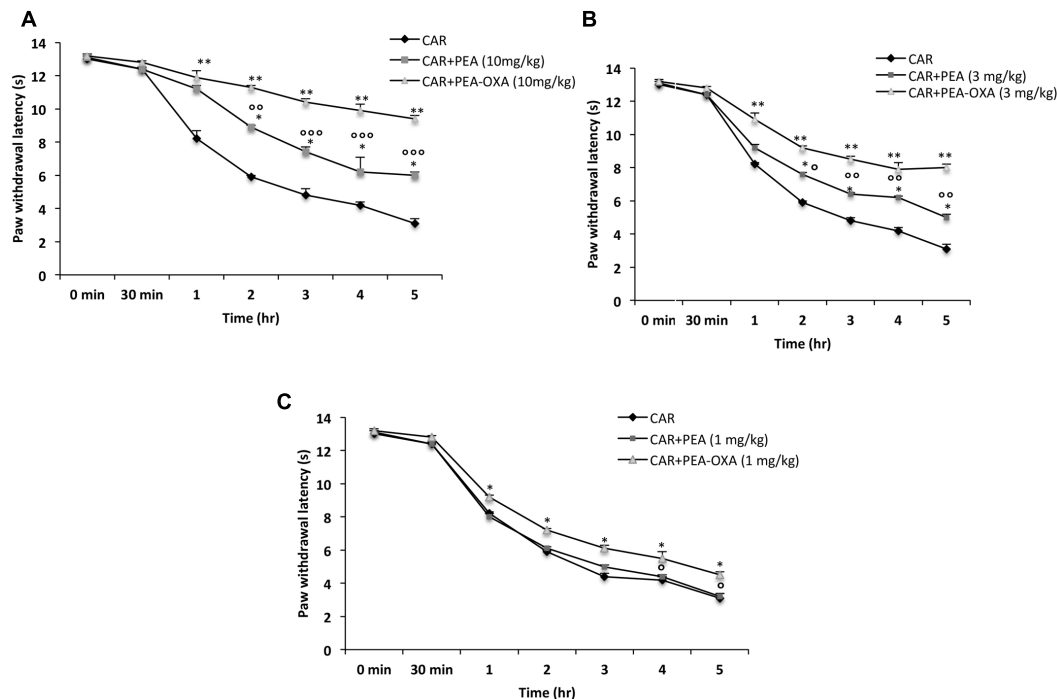 A
CAR
CAR+PEA (10mg/kg)
CAR+PEA-OXA (10mg/kg)
Paw withdrawal latency (s)
14
12
10
8
6
4
2
0
** ** ** ** ** **
°° °°° °°° °°°
* * * *
0 min 30 min 1 2 3 4 5
Time (hr)
B
CAR
CAR+PEA (3 mg/kg)
CAR+PEA-OXA (3 mg/kg)
Paw withdrawal latency (s)
14
12
10
8
6
4
2
0
** ** ** ** **
* ° °° °° °°
* * *
0 min 30 min 1 2 3 4 5
Time (hr)
C
CAR
CAR+PEA (1 mg/kg)
CAR+PEA-OXA (1 mg/kg)
Paw withdrawal latency (s)
14
12
10
8
6
4
2
0
* * * * *
° °
0 min 30 min 1 2 3 4 5
Time (hr)